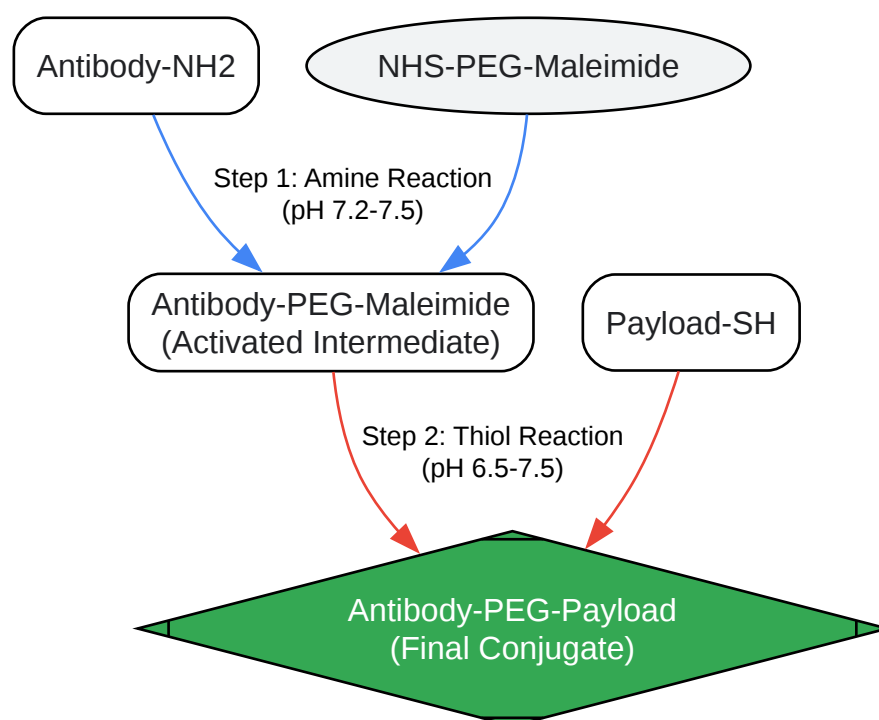 Antibody-NH2
NHS-PEG-Maleimide
Step 1: Amine Reaction
(pH 7.2-7.5)
Antibody-PEG-Maleimide
(Activated Intermediate)
Payload-SH
Step 2: Thiol Reaction
(pH 6.5-7.5)
Antibody-PEG-Payload
(Final Conjugate)